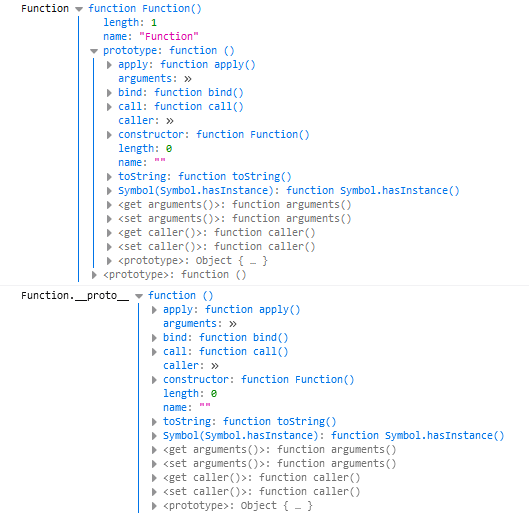 Function function Function()
length: 1
name: "Function"
prototype: function ()
apply: function apply()
arguments: »
bind: function bind()
call: function call()
caller: »
constructor: function Function()
length: 0
name: ""
toString: function toString()
Symbol(Symbol.hasInstance): function Symbol.hasInstance()
<get arguments()>: function arguments()
<set arguments()>: function arguments()
<get caller()>: function caller()
<set caller()>: function caller()
<prototype>: Object { … }
<prototype>: function ()
Function.__proto__ function ()
apply: function apply()
arguments: »
bind: function bind()
call: function call()
caller: »
constructor: function Function()
length: 0
name: ""
toString: function toString()
Symbol(Symbol.hasInstance): function Symbol.hasInstance()
<get arguments()>: function arguments()
<set arguments()>: function arguments()
<get caller()>: function caller()
<set caller()>: function caller()
<prototype>: Object { … }